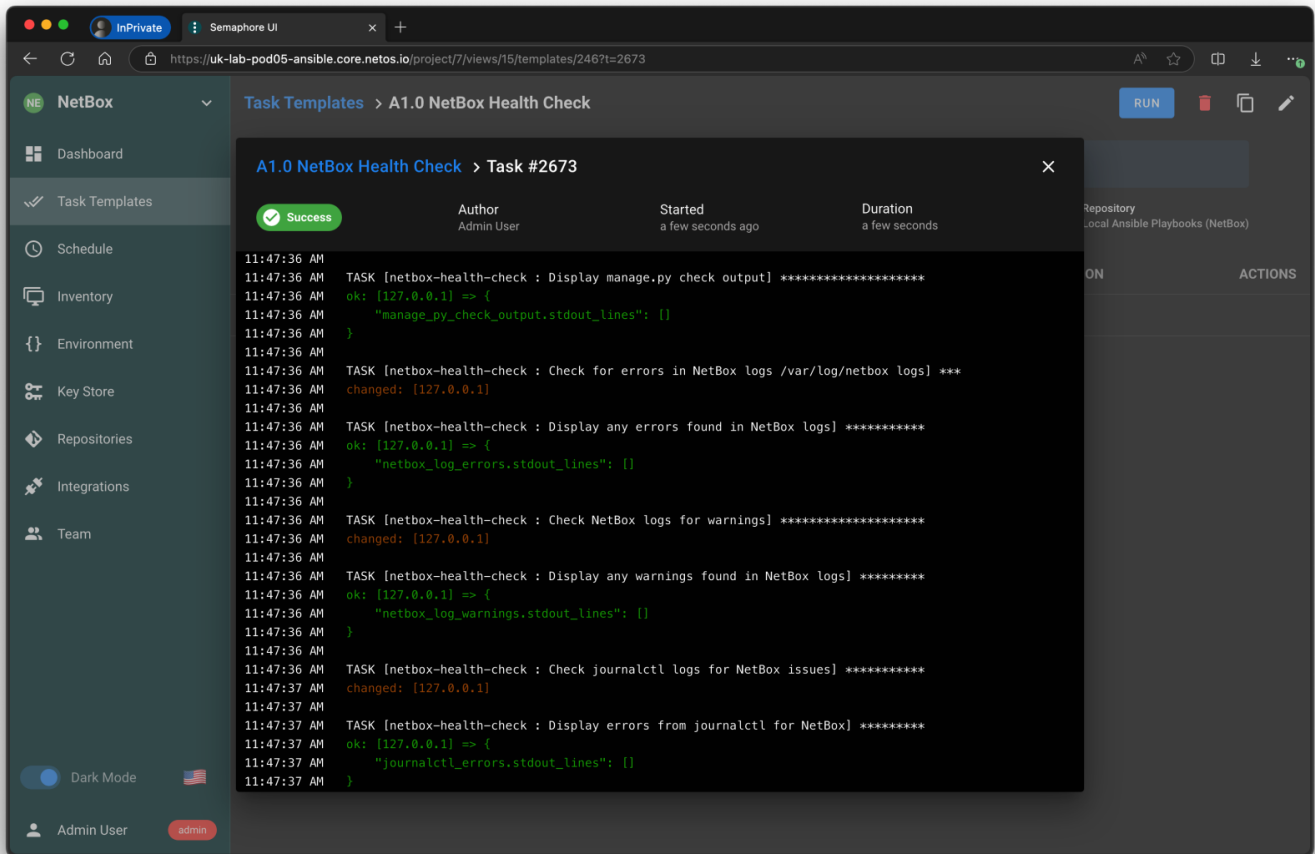 InPrivate
Semaphore UI
https://uk-lab-pod05-ansible.core.netos.io/project/7/views/15/templates/246?t=2673
NE NetBox
Task Templates > A1.0 NetBox Health Check
RUN
Dashboard
Task Templates
Schedule
Inventory
Environment
Key Store
Repositories
Integrations
Team
Dark Mode
Admin User admin
Repository
Local Ansible Playbooks (NetBox)
ON ACTIONS
A1.0 NetBox Health Check > Task #2673
Success
Author
Admin User
Started
a few seconds ago
Duration
a few seconds
11:47:36 AM
11:47:36 AM TASK [netbox-health-check : Display manage.py check output] ********************
11:47:36 AM ok: [127.0.0.1] => {
11:47:36 AM "manage_py_check_output.stdout_lines": []
11:47:36 AM }
11:47:36 AM
11:47:36 AM TASK [netbox-health-check : Check for errors in NetBox logs /var/log/netbox logs] ***
11:47:36 AM changed: [127.0.0.1]
11:47:36 AM
11:47:36 AM TASK [netbox-health-check : Display any errors found in NetBox logs] ***********
11:47:36 AM ok: [127.0.0.1] => {
11:47:36 AM "netbox_log_errors.stdout_lines": []
11:47:36 AM }
11:47:36 AM
11:47:36 AM TASK [netbox-health-check : Check NetBox logs for warnings] ********************
11:47:36 AM changed: [127.0.0.1]
11:47:36 AM
11:47:36 AM TASK [netbox-health-check : Display any warnings found in NetBox logs] *********
11:47:36 AM ok: [127.0.0.1] => {
11:47:36 AM "netbox_log_warnings.stdout_lines": []
11:47:36 AM }
11:47:36 AM
11:47:36 AM TASK [netbox-health-check : Check journalctl logs for NetBox issues] ***********
11:47:37 AM changed: [127.0.0.1]
11:47:37 AM
11:47:37 AM TASK [netbox-health-check : Display errors from journalctl for NetBox] *********
11:47:37 AM ok: [127.0.0.1] => {
11:47:37 AM "journalctl_errors.stdout_lines": []
11:47:37 AM }